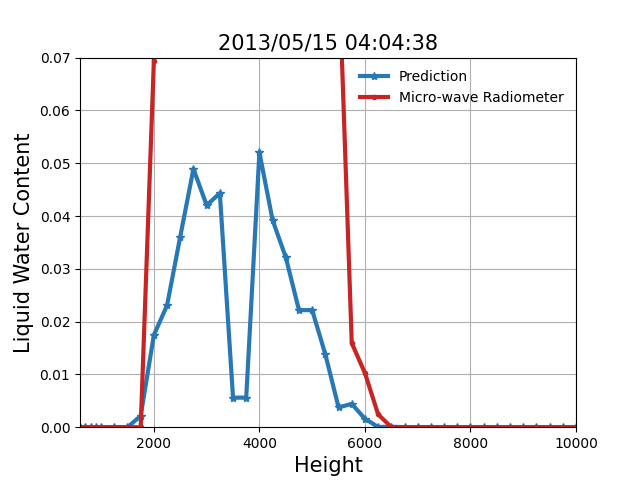 2013/05/15 04:04:38
Prediction
Micro-wave Radiometer
Liquid Water Content
0.07
0.06
0.05
0.04
0.03
0.02
0.01
0.00
2000 4000 6000 8000 10000
Height